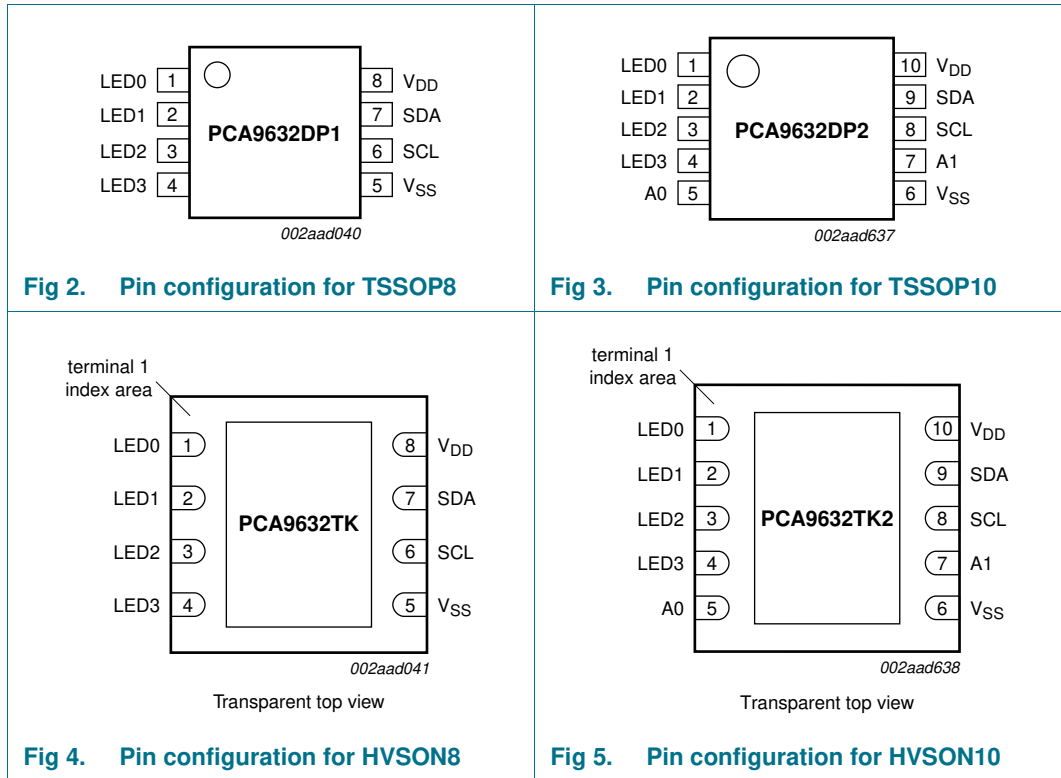 LED0 1 8 VDD
LED1 2 7 SDA
PCA9632DP1
LED2 3 6 SCL
LED3 4 5 VSS
002aad040
Fig 2. Pin configuration for TSSOP8
LED0 1 10 VDD
LED1 2 9 SDA
LED2 3 8 SCL
PCA9632DP2
LED3 4 7 A1
A0 5 6 VSS
002aad637
Fig 3. Pin configuration for TSSOP10
terminal 1
index area
LED0 1 8 VDD
LED1 2 7 SDA
PCA9632TK
LED2 3 6 SCL
LED3 4 5 VSS
002aad041
Transparent top view
Fig 4. Pin configuration for HVSON8
terminal 1
index area
LED0 1 10 VDD
LED1 2 9 SDA
LED2 3 PCA9632TK2 8 SCL
LED3 4 7 A1
A0 5 6 VSS
002aad638
Transparent top view
Fig 5. Pin configuration for HVSON10